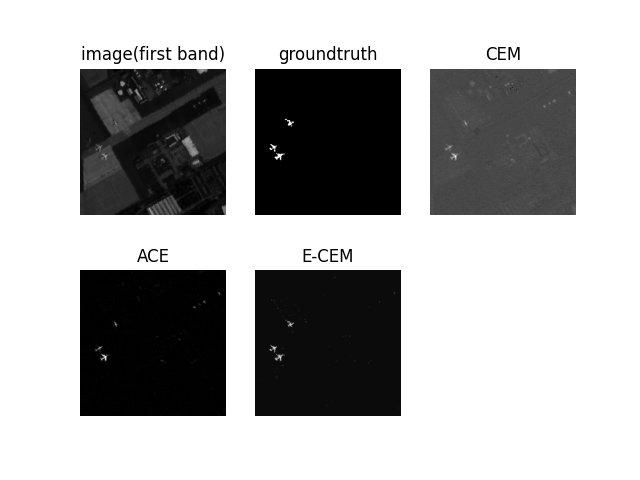 image(first band)
groundtruth
CEM
ACE
E-CEM